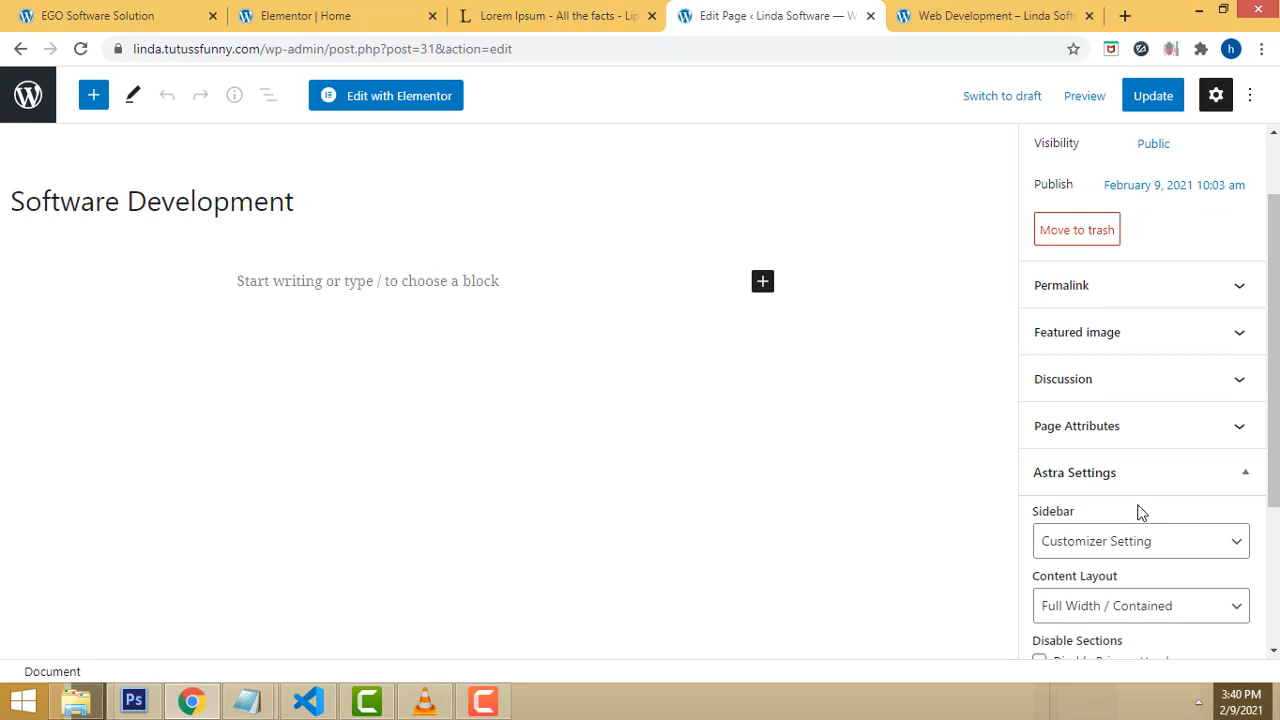 EGO Software Solution
Elementor | Home
Lorem Ipsum - All the facts - Lip
Edit Page ‹ Linda Software — W
Web Development – Linda Soft
linda.tutussfunny.com/wp-admin/post.php?post=31&action=edit
h
Edit with Elementor
Switch to draft
Preview
Update
Visibility
Public
Publish
February 9, 2021 10:03 am
Move to trash
Software Development
Start writing or type / to choose a block
Permalink
Featured image
Discussion
Page Attributes
Astra Settings
Sidebar
Customizer Setting
Content Layout
Full Width / Contained
Disable Sections
Document
Ps
3:40 PM
2/9/2021